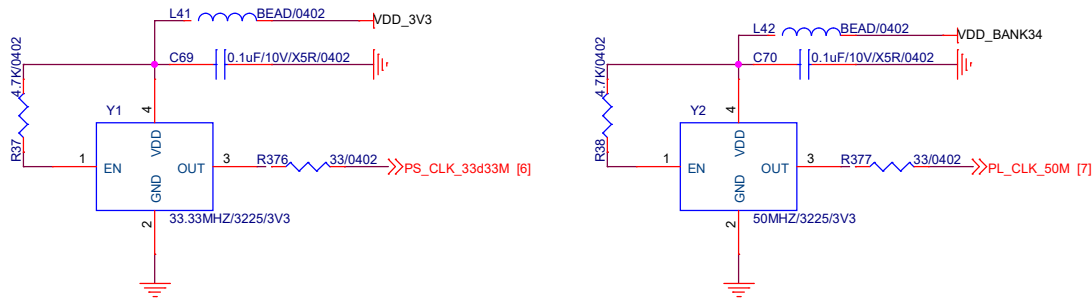 L41 BEAD/0402 VDD_3V3
C69 0.1uF/10V/X5R/0402
4.7K/0402
R37
Y1
4
1 EN VDD OUT 3
GND
R376 33/0402 PS_CLK_33d33M [6]
2 33.33MHZ/3225/3V3
L42 BEAD/0402 VDD_BANK34
C70 0.1uF/10V/X5R/0402
4.7K/0402
R38
Y2
4
1 EN VDD OUT 3
GND
R377 33/0402 PL_CLK_50M [7]
2 50MHZ/3225/3V3